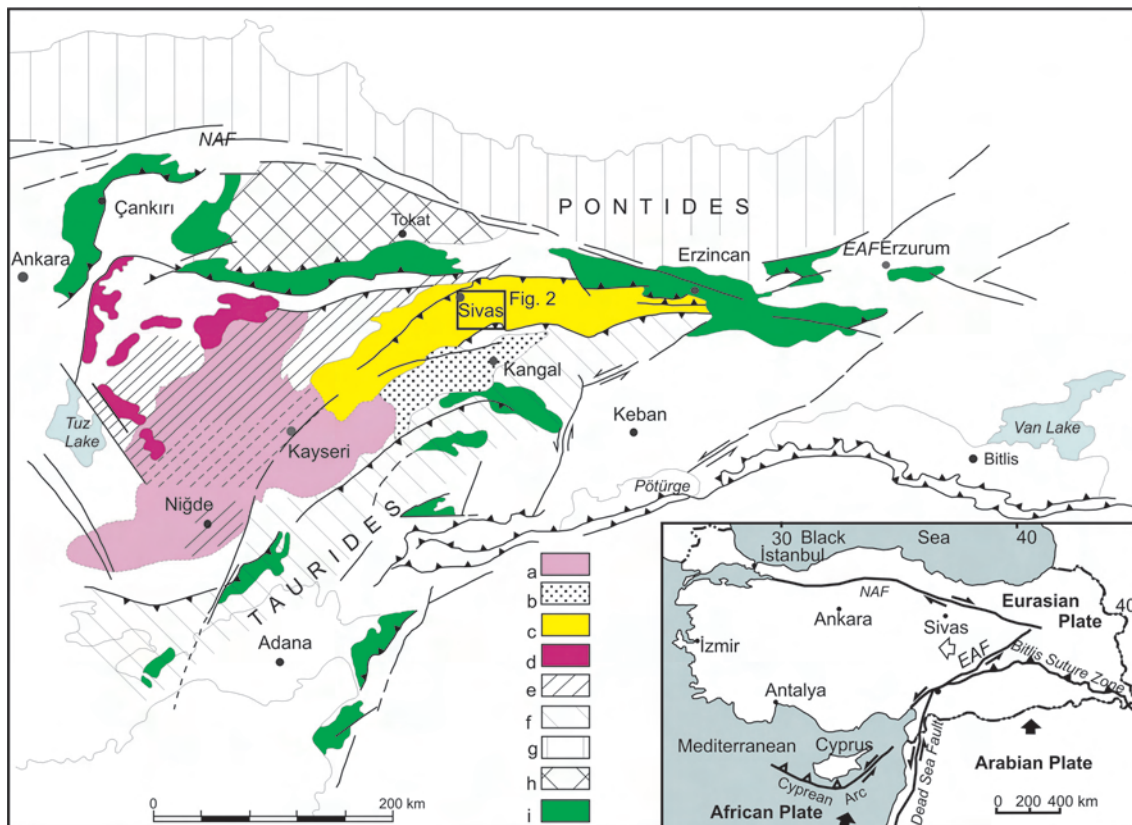 NAF
PONTIDES
Çankırı
Tokat
Ankara
Erzincan
EAF
Erzurum
Sivas
Fig. 2
Kangal
Tuz
Lake
Kayseri
Keban
Van Lake
Bitlis
Pötürge
Niğde
TAURIDES
Adana
a
b
c
d
e
f
g
h
i
0
200 km
30
Black
Sea
40
İstanbul
NAF
Ankara
Eurasian
Plate
40
Sivas
İzmir
EAF
Bitlis Suture Zone
Antalya
Mediterranean
Cyprus
Dead Sea Fault
Arabian Plate
Cyprean Arc
African Plate
0 200 400 km